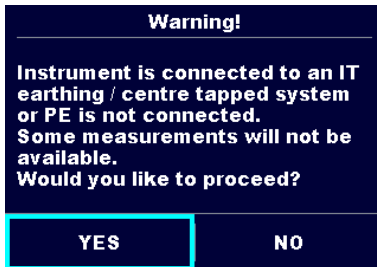 Warning!
Instrument is connected to an IT
earthing / centre tapped system
or PE is not connected.
Some measurements will not be
available.
Would you like to proceed?
YES
NO